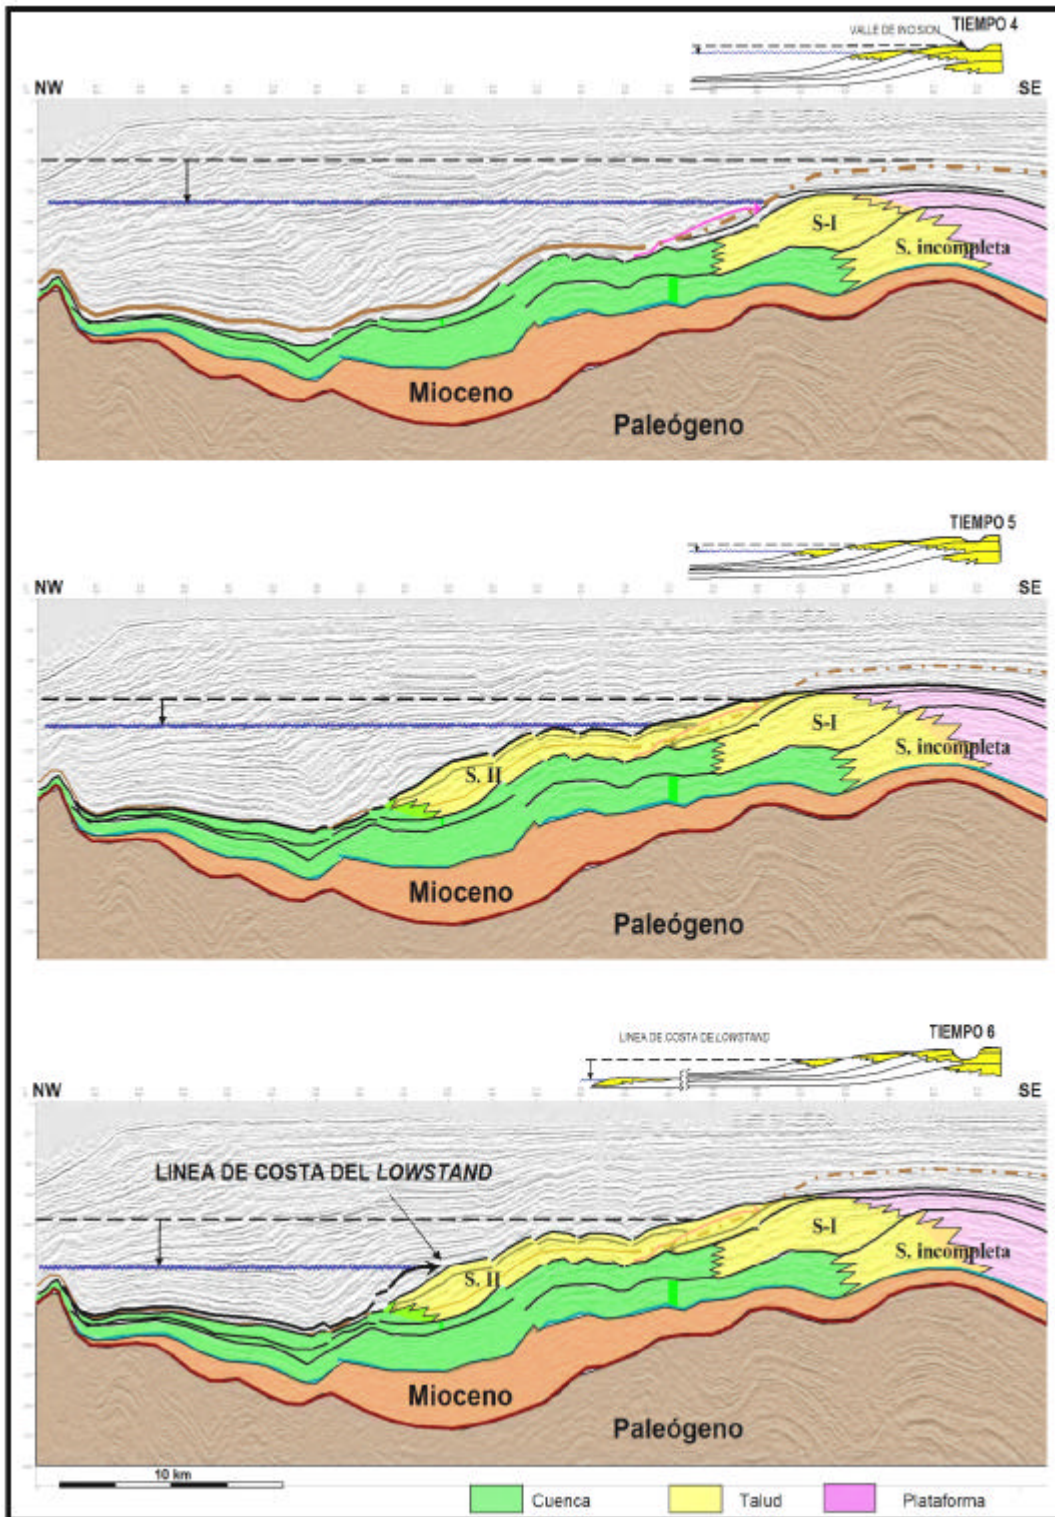 VALLE DE INCISION
TIEMPO 4
NW
SE
S-I
S. incompleta
Mioceno
Paleógeno
TIEMPO 5
NW
SE
S-I
S. II
S. incompleta
Mioceno
Paleógeno
LINEA DE COSTA DE LOWSTAND
TIEMPO 6
NW
SE
LINEA DE COSTA DEL LOWSTAND
S-I
S. II
S. incompleta
Mioceno
Paleógeno
10 km
Cuenca
Talud
Plataforma